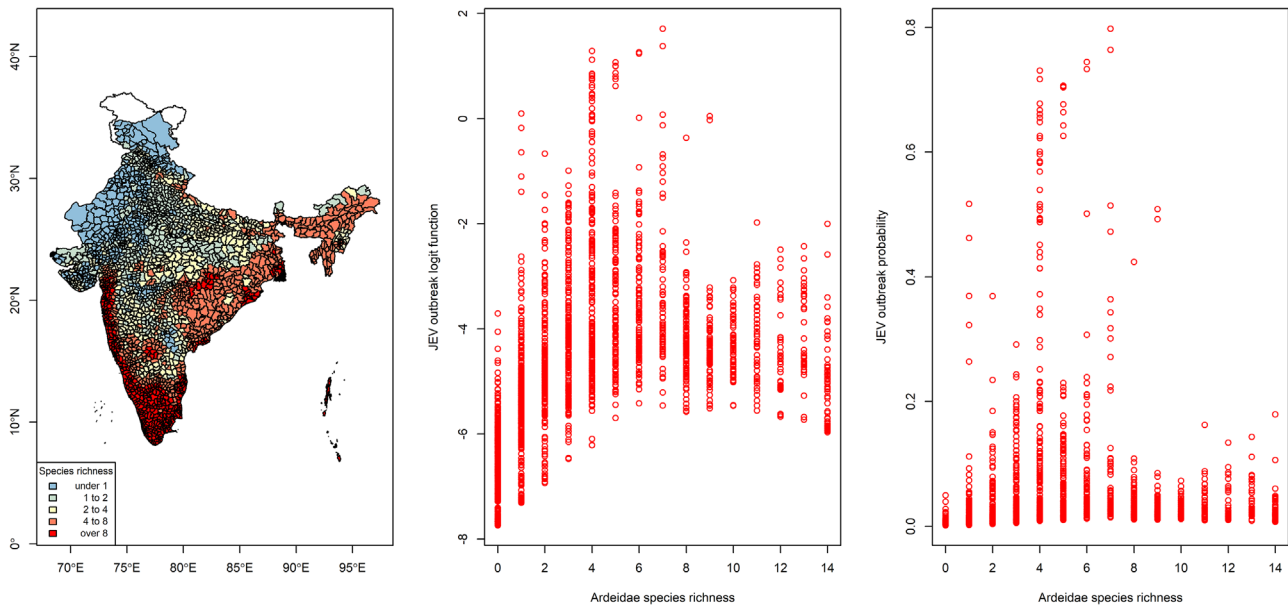 40°N
30°N
20°N
10°N
0°
Species richness
under 1
1 to 2
2 to 4
4 to 8
over 8
70°E 75°E 80°E 85°E 90°E 95°E
JEV outbreak logit function
2
0
-2
-4
-6
-8
0 2 4 6 8 10 12 14
Ardeidae species richness
JEV outbreak probability
0.8
0.6
0.4
0.2
0.0
0 2 4 6 8 10 12 14
Ardeidae species richness